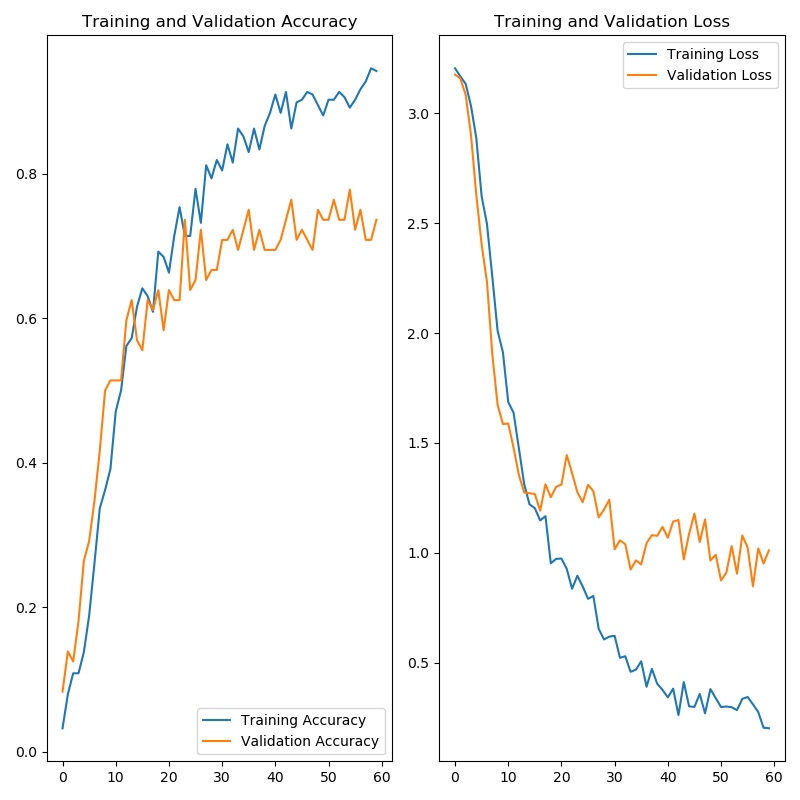 Training and Validation Accuracy
0.8
0.6
0.4
0.2
0.0
0 10 20 30 40 50 60
Training Accuracy
Validation Accuracy
Training and Validation Loss
Training Loss
Validation Loss
3.0
2.5
2.0
1.5
1.0
0.5
0 10 20 30 40 50 60